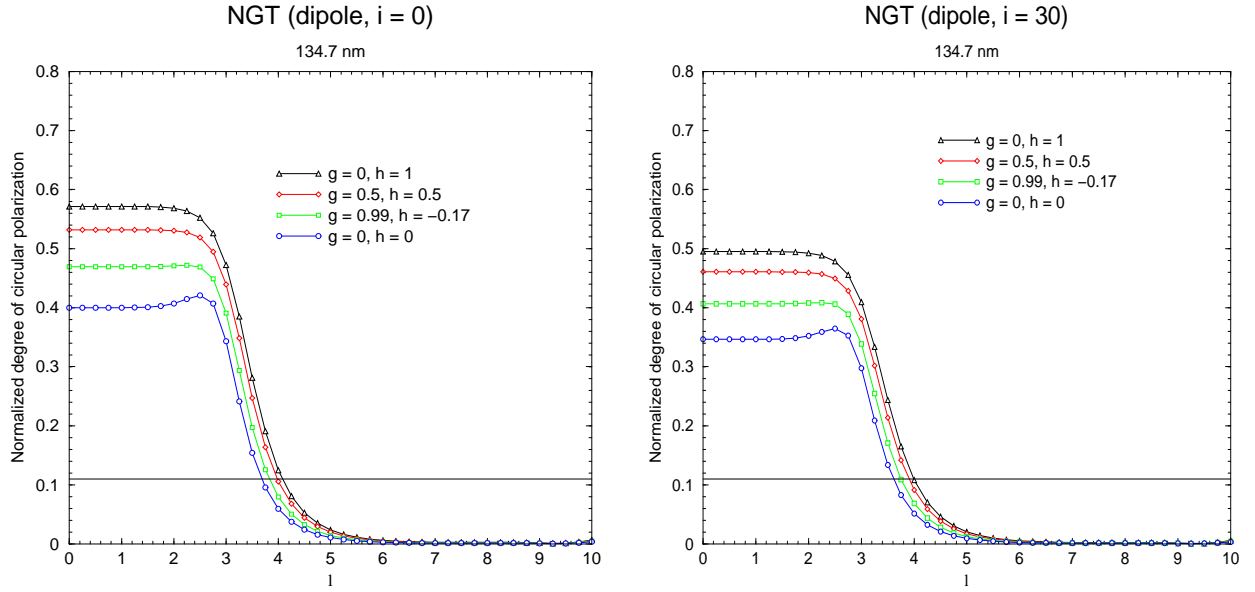 NGT (dipole, i = 0)
134.7 nm
Normalized degree of circular polarization
0.8
0.7
0.6
0.5
0.4
0.3
0.2
0.1
0
g = 0, h = 1
g = 0.5, h = 0.5
g = 0.99, h = −0.17
g = 0, h = 0
0 1 2 3 4 5 6 7 8 9 10
l
NGT (dipole, i = 30)
134.7 nm
Normalized degree of circular polarization
0.8
0.7
0.6
0.5
0.4
0.3
0.2
0.1
0
g = 0, h = 1
g = 0.5, h = 0.5
g = 0.99, h = −0.17
g = 0, h = 0
0 1 2 3 4 5 6 7 8 9 10
l